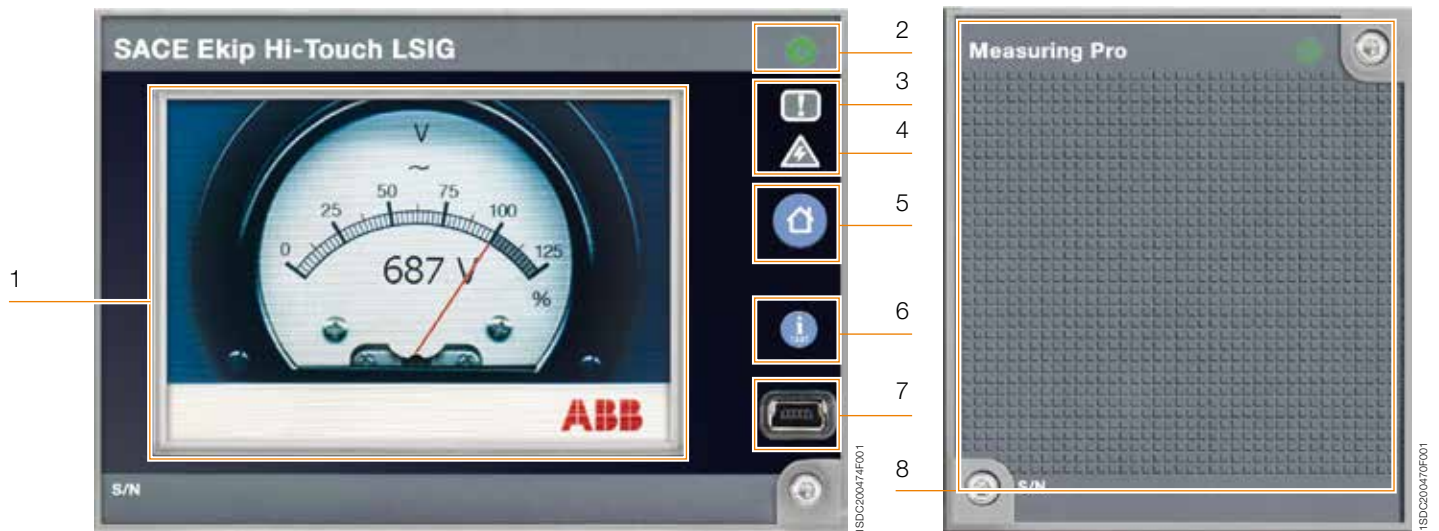 SACE Ekip Hi-Touch LSIG
V
~
0 25 50 75 100 125
%
687 V
ABB
S/N
1
2
3
4
5
6
7
8
i
TEST
Measuring Pro
S/N
1SDC200474F001
1SDC200470F001